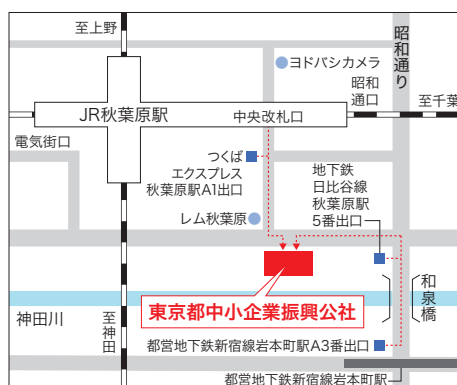 至上野
ヨドバシカメラ
昭和通り
昭和
通口
至千葉
JR秋葉原駅
中央改札口
電気街口
つくば
エクスプレス
秋葉原駅A1出口
地下鉄
日比谷線
秋葉原駅
5番出口
レム秋葉原
和泉橋
東京都中小企業振興公社
神田川
至神田
都営地下鉄新宿線岩本町駅A3番出口
都営地下鉄新宿線岩本町駅